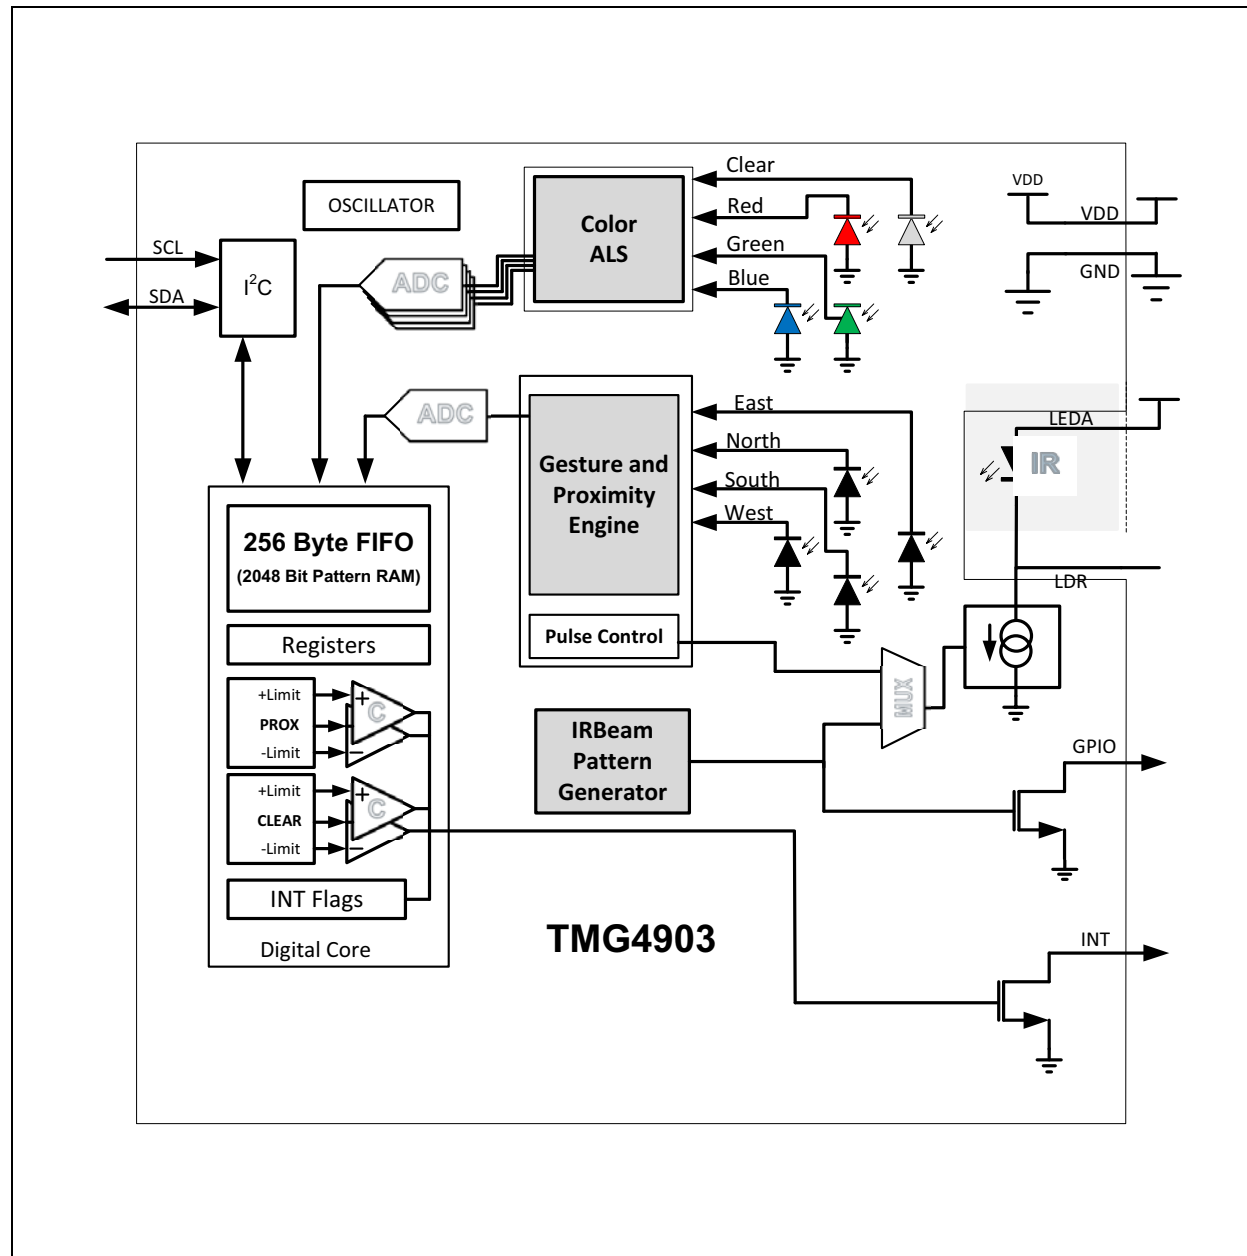 OSCILLATOR
SCL
SDA
I²C
ADC
Color
ALS
Clear
Red
Green
Blue
VDD
VDD
GND
ADC
Gesture and
Proximity
Engine
East
North
South
West
Pulse Control
LEDA
IR
LDR
256 Byte FIFO
(2048 Bit Pattern RAM)
Registers
+Limit
PROX
-Limit
+
C
−
+Limit
CLEAR
-Limit
+
C
−
INT Flags
Digital Core
IRBeam
Pattern
Generator
MUX
GPIO
INT
TMG4903